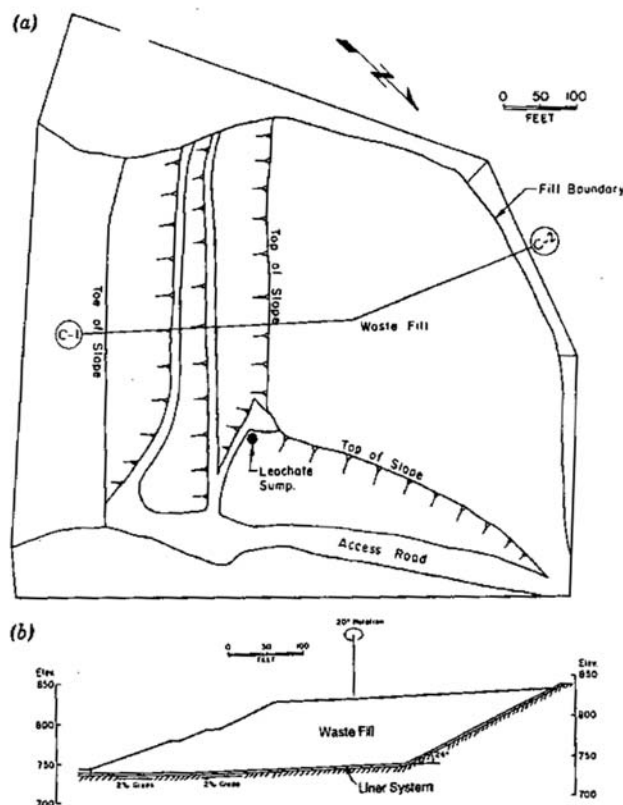 (a)
0 50 100
FEET
Fill Boundary
C-2
C-1
Toe of Slope
Top of Slope
Waste Fill
Leachate
Sump.
Top of Slope
Access Road
(b)
20° Rotation
0 50 100
FEET
Elev.
850
800
750
700
Elev.
850
800
750
700
Waste Fill
2% Grade
2% Grade
Liner System